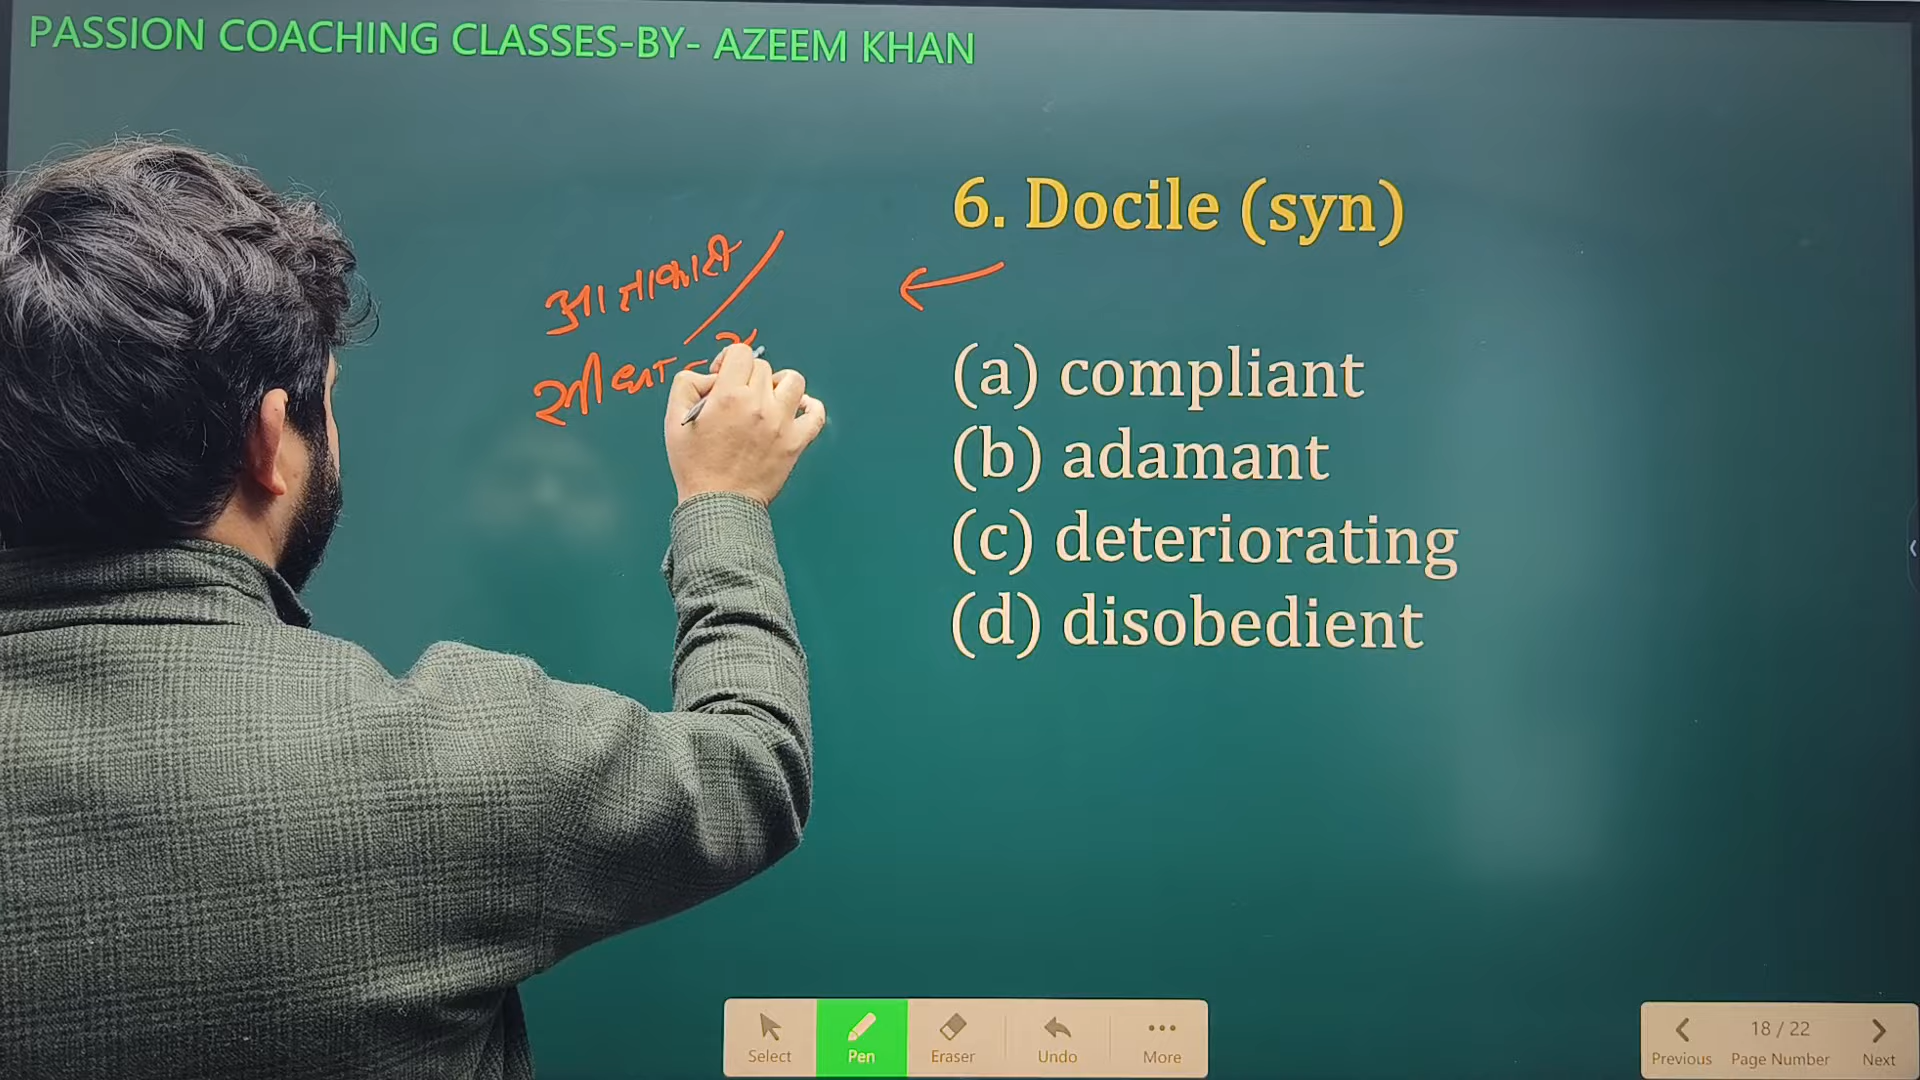 PASSION COACHING CLASSES-BY- AZEEM KHAN
6. Docile (syn)
आज्ञाकारी /
सीधा-
(a) compliant
(b) adamant
(c) deteriorating
(d) disobedient
Select
Pen
Eraser
Undo
More
18 / 22
Previous
Page Number
Next